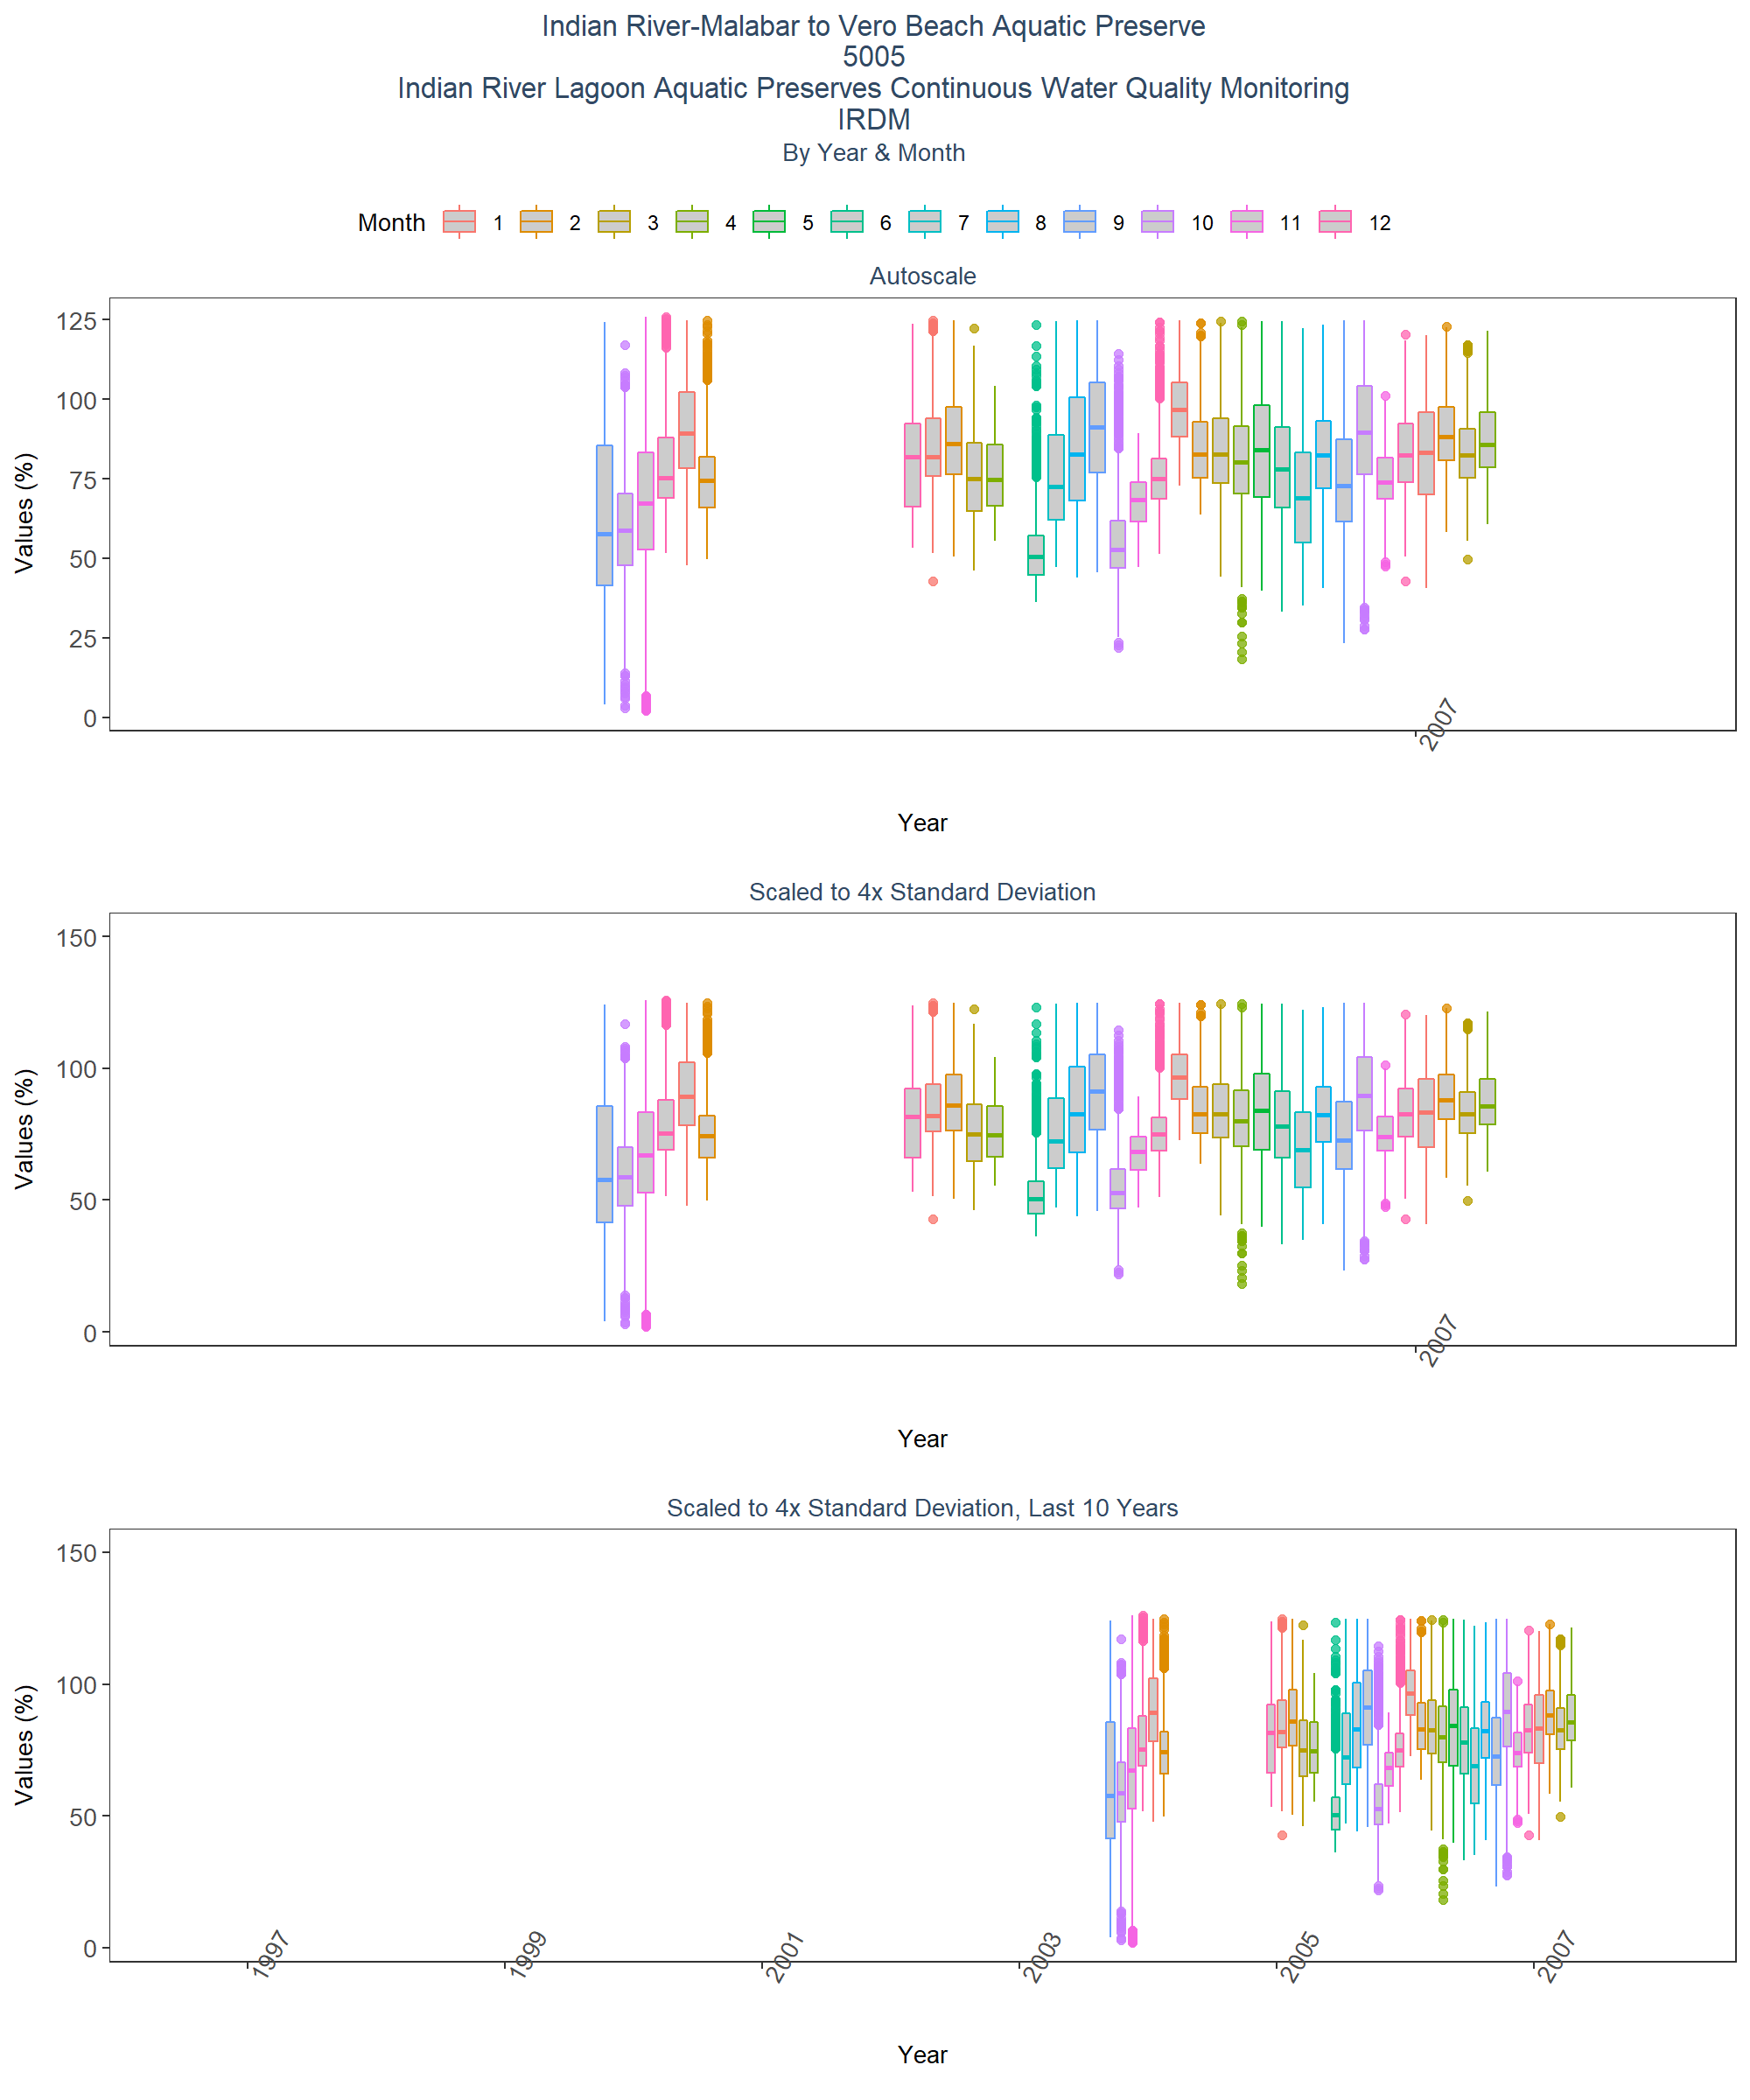 Indian River-Malabar to Vero Beach Aquatic Preserve
5005
Indian River Lagoon Aquatic Preserves Continuous Water Quality Monitoring
IRDM
By Year & Month
Month 1 2 3 4 5 6 7 8 9 10 11 12
Autoscale
125
100
75
50
25
0
Values (%)
2007
Year
Scaled to 4x Standard Deviation
150
100
50
0
Values (%)
2007
Year
Scaled to 4x Standard Deviation, Last 10 Years
150
100
50
0
Values (%)
1997 1999 2001 2003 2005 2007
Year